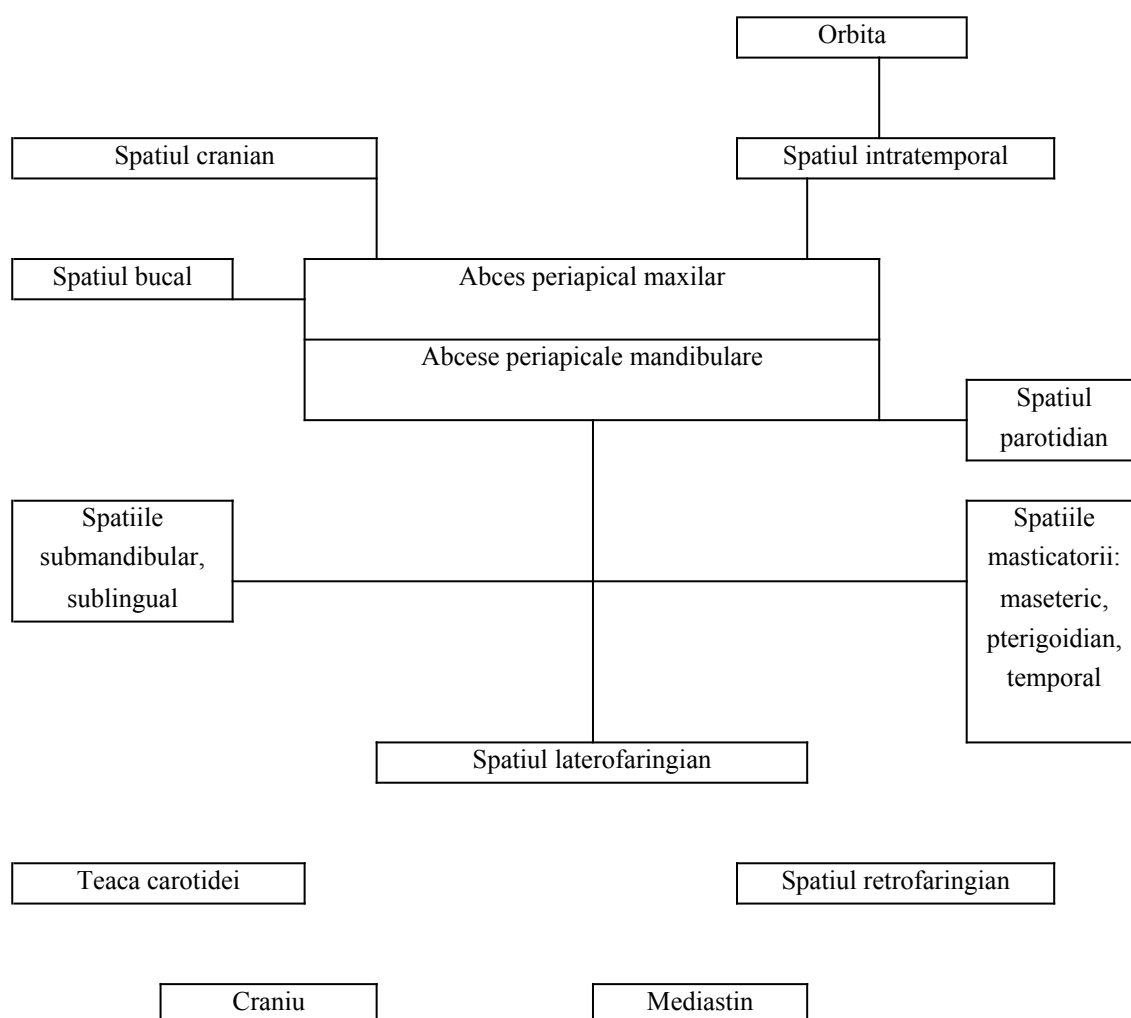 Orbita
Spatiul cranian
Spatiul intratemporal
Spatiul bucal
Abces periapical maxilar
Abcese periapicale mandibulare
Spatiul
parotidian
Spatiile
submandibular,
sublingual
Spatiile
masticatorii:
maseteric,
pterigoidian,
temporal
Spatiul laterofaringian
Teaca carotidei
Spatiul retrofaringian
Craniu
Mediastin